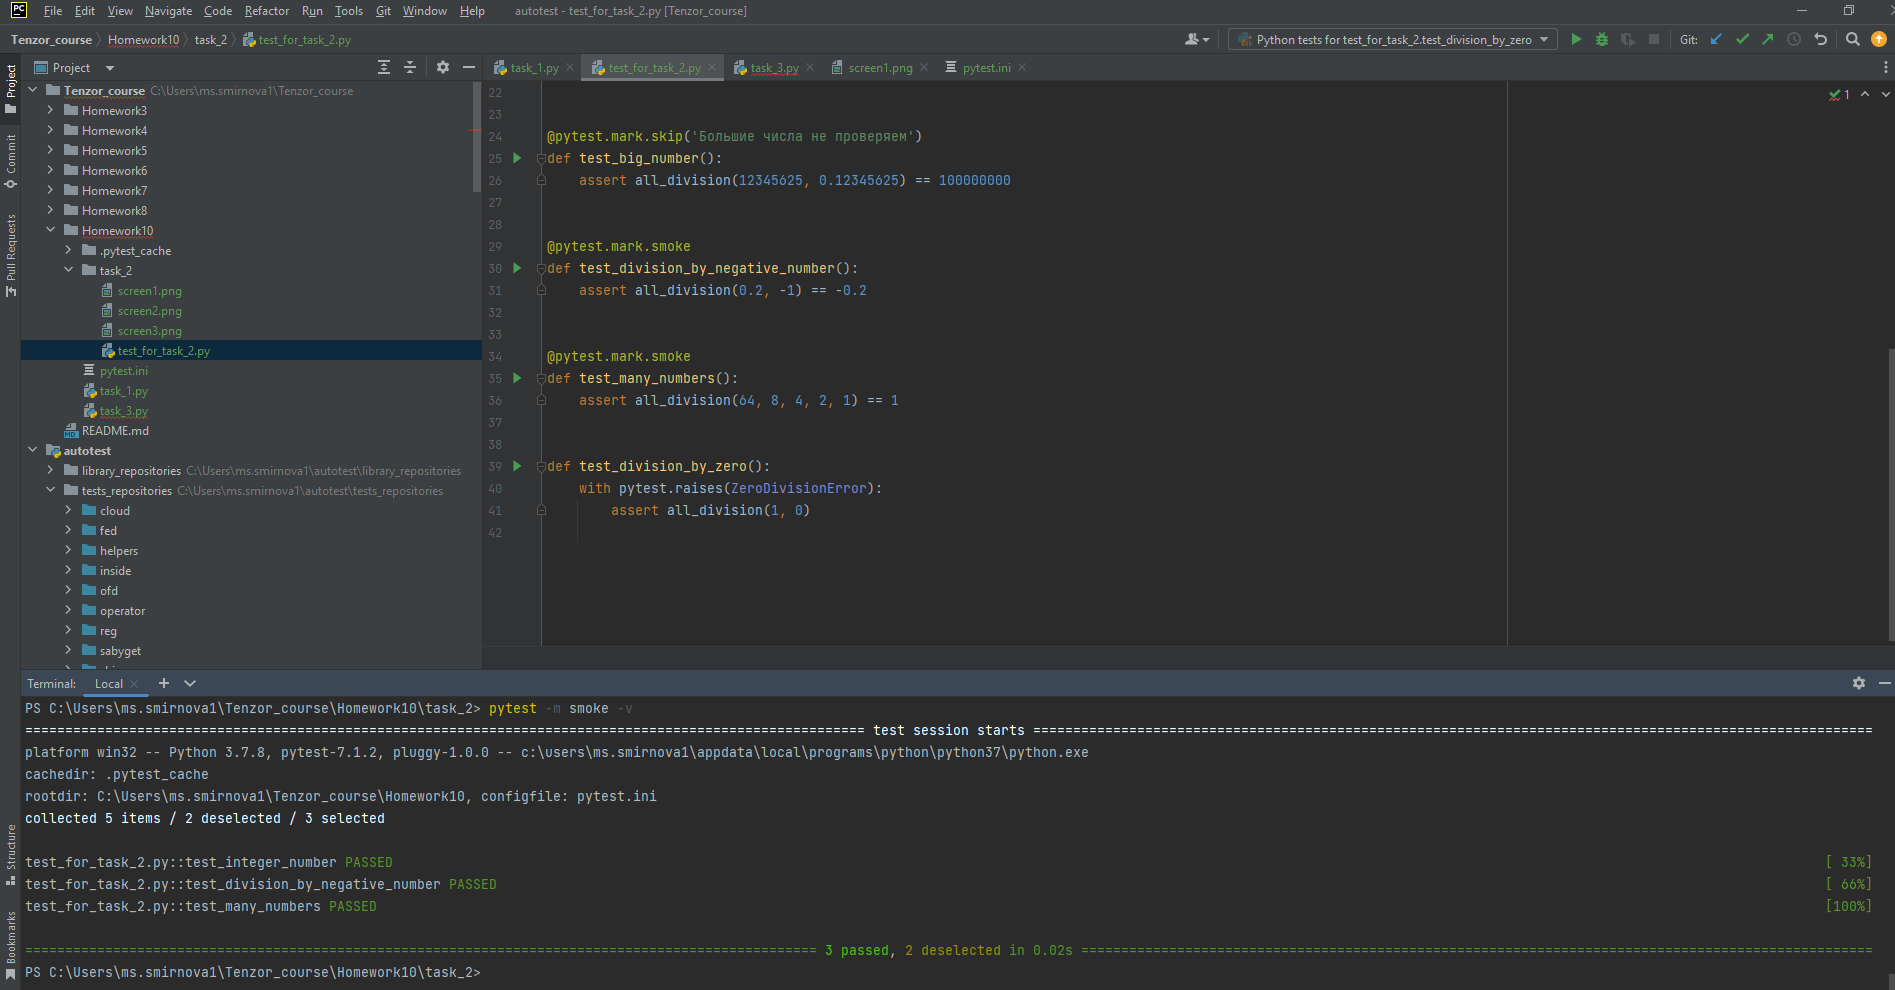 PC File Edit View Navigate Code Refactor Run Tools Git Window Help autotest - test_for_task_2.py [Tenzor_course]
Tenzor_course Homework10 task_2 test_for_task_2.py Python tests for test_for_task_2.test_division_by_zero Git:
Project
Commit
Pull Requests
Structure
Bookmarks
Project
Tenzor_course C:\Users\ms.smirnova1\Tenzor_course
Homework3
Homework4
Homework5
Homework6
Homework7
Homework8
Homework10
.pytest_cache
task_2
screen1.png
screen2.png
screen3.png
test_for_task_2.py
pytest.ini
task_1.py
task_3.py
README.md
autotest
library_repositories C:\Users\ms.smirnova1\autotest\library_repositories
tests_repositories C:\Users\ms.smirnova1\autotest\tests_repositories
cloud
fed
helpers
inside
ofd
operator
reg
sabyget
task_1.py test_for_task_2.py task_3.py screen1.png pytest.ini
1
22
23
24 @pytest.mark.skip('Большие числа не проверяем')
25 def test_big_number():
26 assert all_division(12345625, 0.12345625) == 100000000
27
28
29 @pytest.mark.smoke
30 def test_division_by_negative_number():
31 assert all_division(0.2, -1) == -0.2
32
33
34 @pytest.mark.smoke
35 def test_many_numbers():
36 assert all_division(64, 8, 4, 2, 1) == 1
37
38
39 def test_division_by_zero():
40 with pytest.raises(ZeroDivisionError):
41 assert all_division(1, 0)
42
Terminal: Local
PS C:\Users\ms.smirnova1\Tenzor_course\Homework10\task_2> pytest -m smoke -v
=== test session starts ===
platform win32 -- Python 3.7.8, pytest-7.1.2, pluggy-1.0.0 -- c:\users\ms.smirnova1\appdata\local\programs\python\python37\python.exe
cachedir: .pytest_cache
rootdir: C:\Users\ms.smirnova1\Tenzor_course\Homework10, configfile: pytest.ini
collected 5 items / 2 deselected / 3 selected
test_for_task_2.py::test_integer_number PASSED [ 33%]
test_for_task_2.py::test_division_by_negative_number PASSED [ 66%]
test_for_task_2.py::test_many_numbers PASSED [100%]
=== 3 passed, 2 deselected in 0.02s ===
PS C:\Users\ms.smirnova1\Tenzor_course\Homework10\task_2>